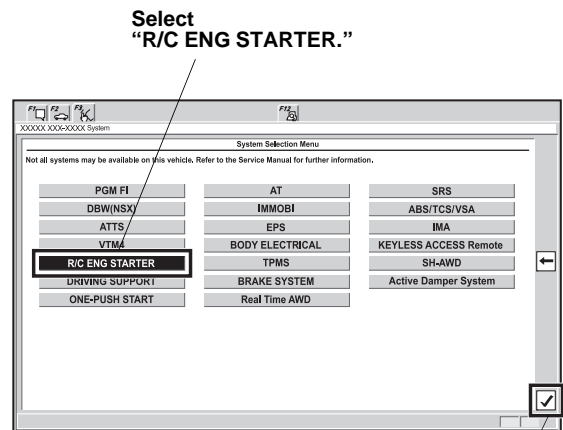 Select
“R/C ENG STARTER.”
F1 F2 F3 F12
XXXXX XXX-XXXX System
System Selection Menu
Not all systems may be available on this vehicle. Refer to the Service Manual for further information.
PGM FI AT SRS
DBW(NSX) IMMOBI ABS/TCS/VSA
ATTS EPS IMA
VTM4 BODY ELECTRICAL KEYLESS ACCESS Remote
R/C ENG STARTER TPMS SH-AWD
DRIVING SUPPORT BRAKE SYSTEM Active Damper System
ONE-PUSH START Real Time AWD